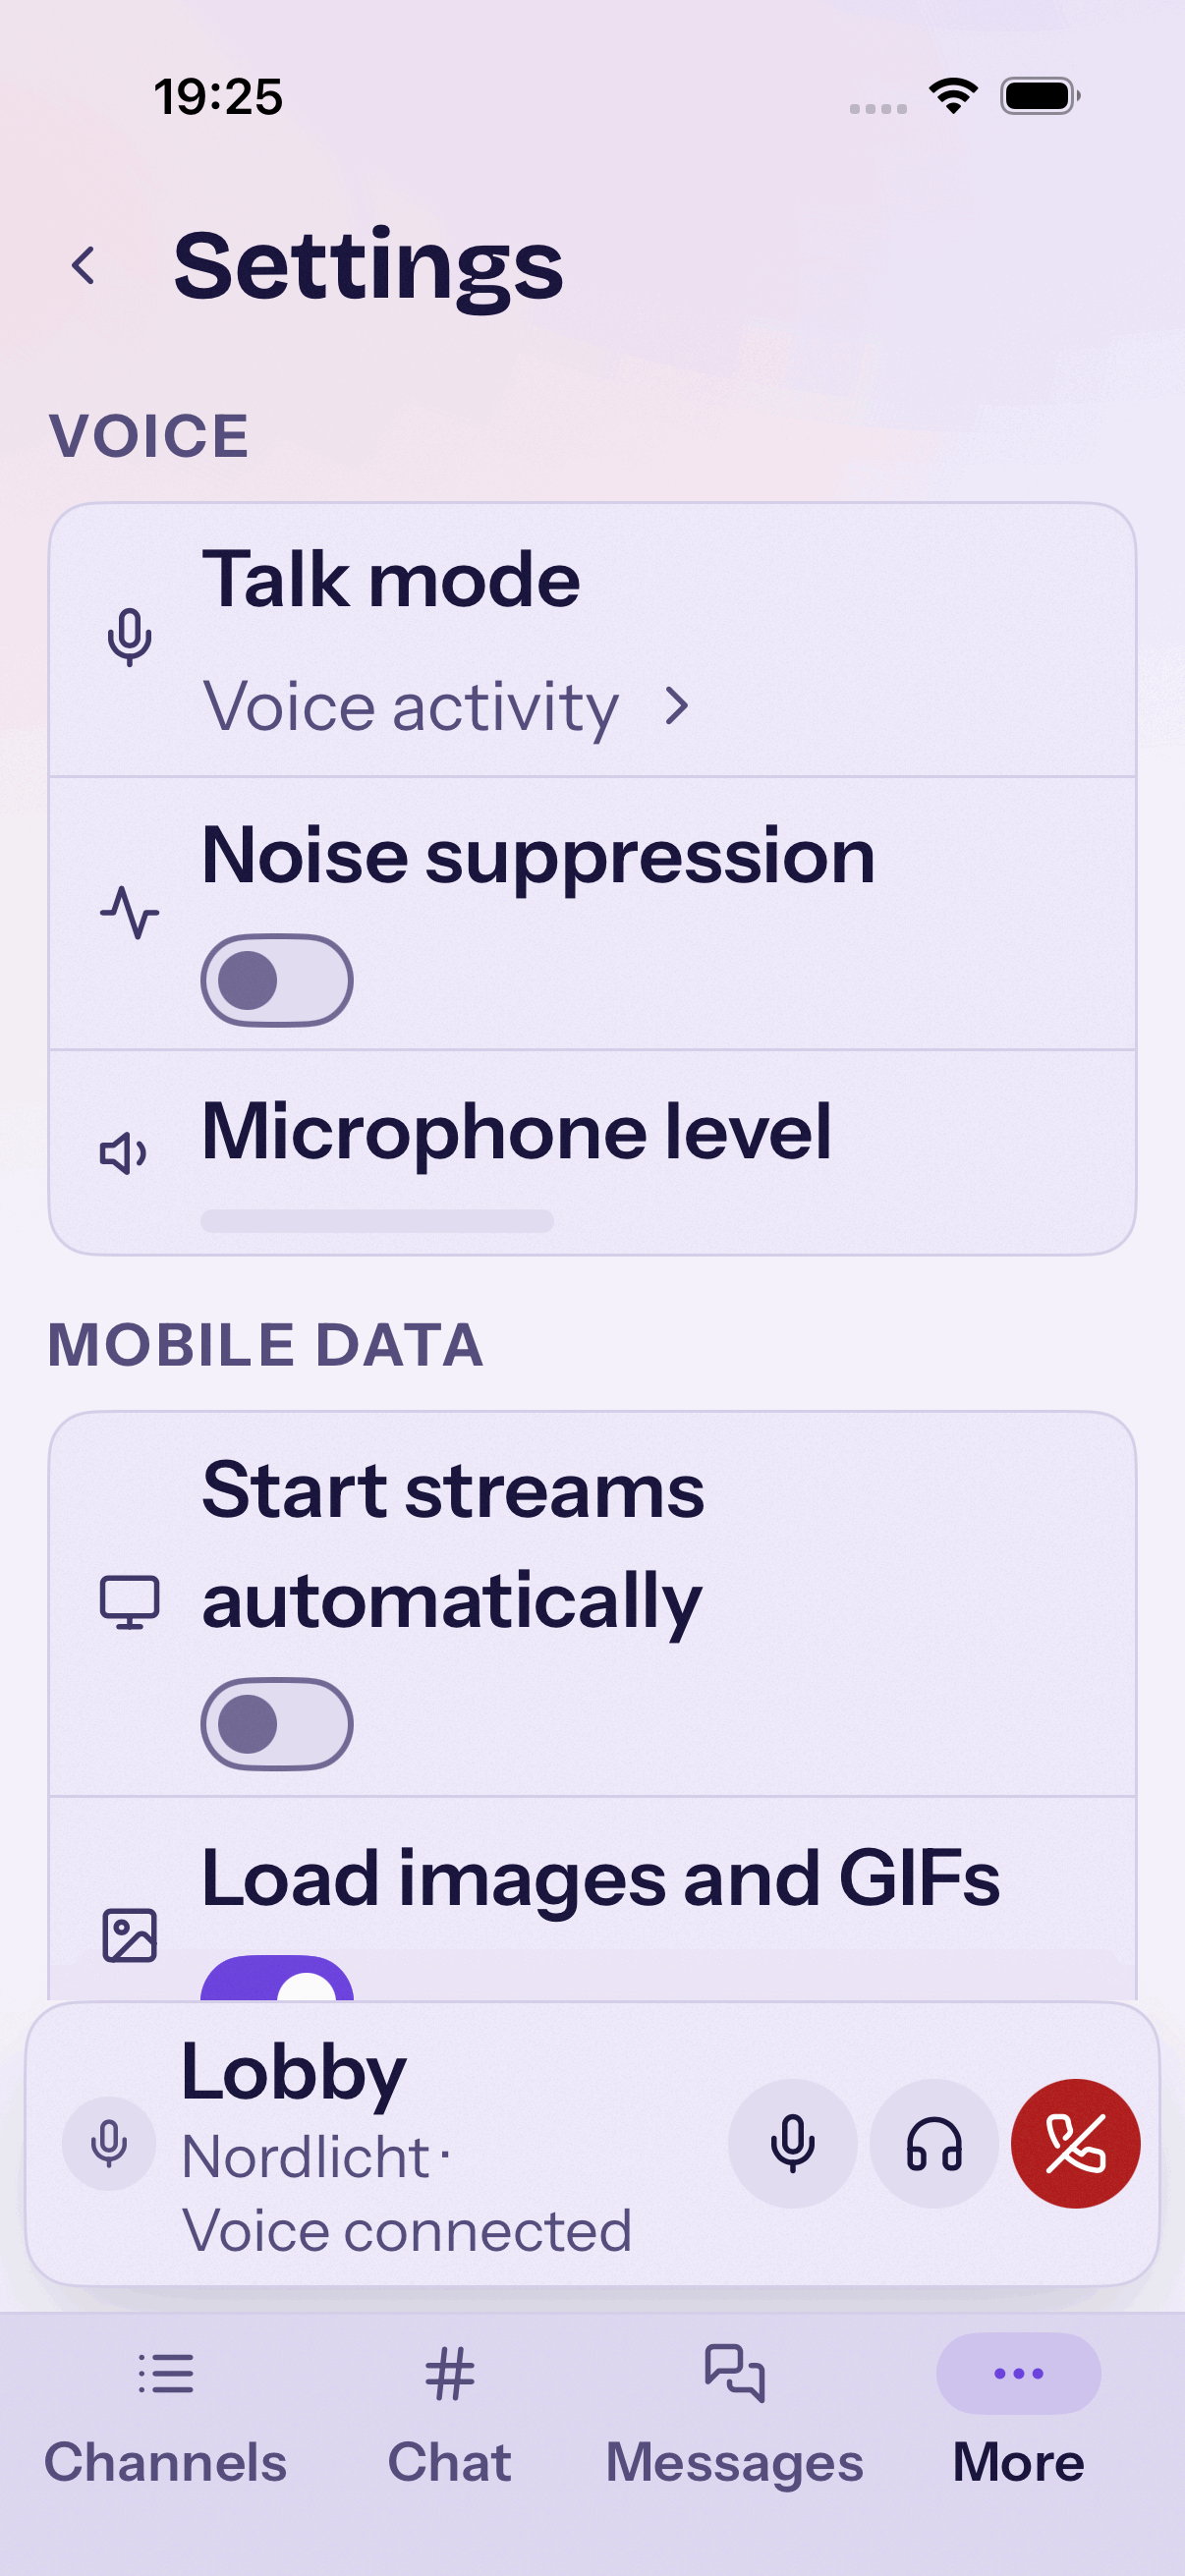 19:25
Settings
VOICE
Talk mode
Voice activity
Noise suppression
Microphone level
MOBILE DATA
Start streams
automatically
Load images and GIFs
Lobby
Nordlicht ·
Voice connected
Channels
Chat
Messages
More